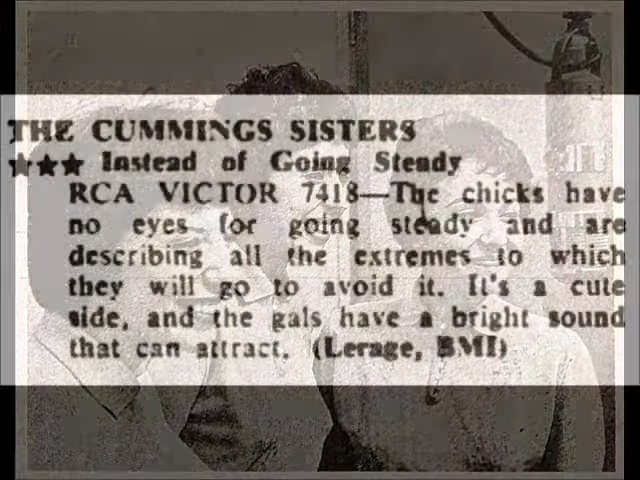 THE CUMMINGS SISTERS
★★★ Instead of Going Steady
RCA VICTOR 7418—The chicks have
no eyes for going steady and are
describing all the extremes to which
they will go to avoid it. It's a cute
side, and the gals have a bright sound
that can attract. (Lerage, BMI)